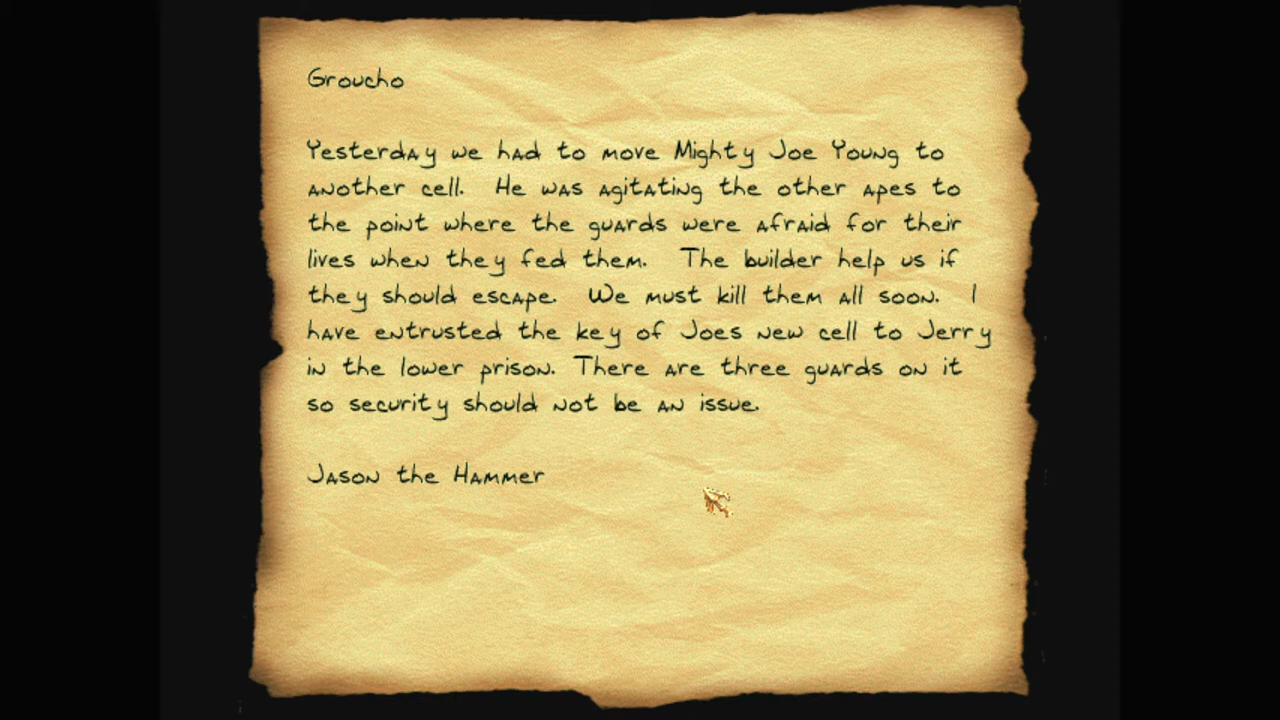 Groucho
Yesterday we had to move Mighty Joe Young to
another cell. He was agitating the other apes to
the point where the guards were afraid for their
lives when they fed them. The builder help us if
they should escape. We must kill them all soon. I
have entrusted the key of Joes new cell to Jerry
in the lower prison. There are three guards on it
so security should not be an issue.
Jason the Hammer